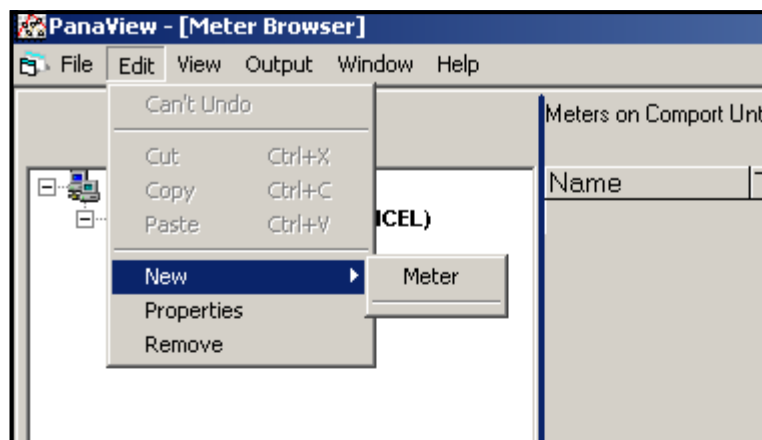 PanaView - [Meter Browser]
File Edit View Output Window Help
Can't Undo
Meters on Comport Unt
Cut Ctrl+X
Copy Ctrl+C
Name
Paste Ctrl+V
ICEL)
New
Meter
Properties
Remove